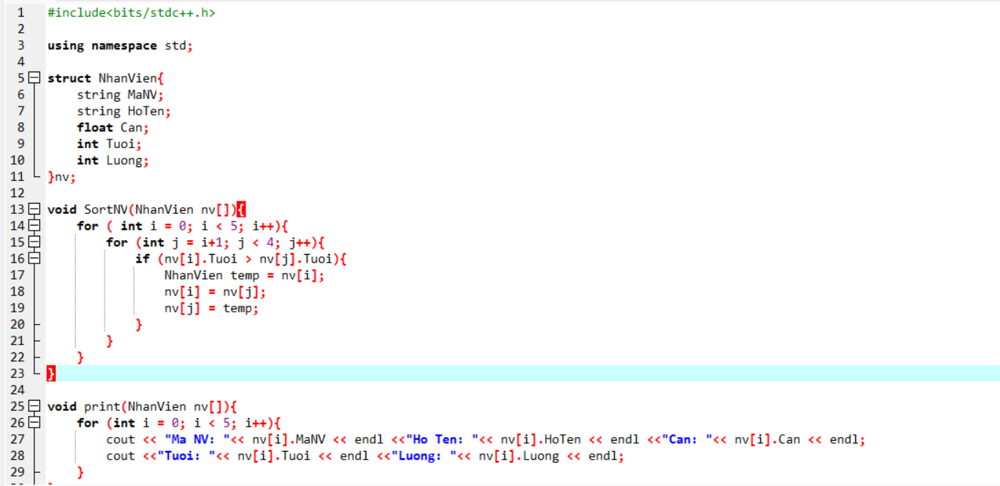 1 #include<bits/stdc++.h>
2
3 using namespace std;
4
5 struct NhanVien{
6 string MaNV;
7 string HoTen;
8 float Can;
9 int Tuoi;
10 int Luong;
11 }nv;
12
13 void SortNV(NhanVien nv[]){
14 for ( int i = 0; i < 5; i++){
15 for (int j = i+1; j < 4; j++){
16 if (nv[i].Tuoi > nv[j].Tuoi){
17 NhanVien temp = nv[i];
18 nv[i] = nv[j];
19 nv[j] = temp;
20 }
21 }
22 }
23 }
24
25 void print(NhanVien nv[]){
26 for (int i = 0; i < 5; i++){
27 cout << "Ma NV: "<< nv[i].MaNV << endl <<"Ho Ten: "<< nv[i].HoTen << endl <<"Can: "<< nv[i].Can << endl;
28 cout <<"Tuoi: "<< nv[i].Tuoi << endl <<"Luong: "<< nv[i].Luong << endl;
29 }